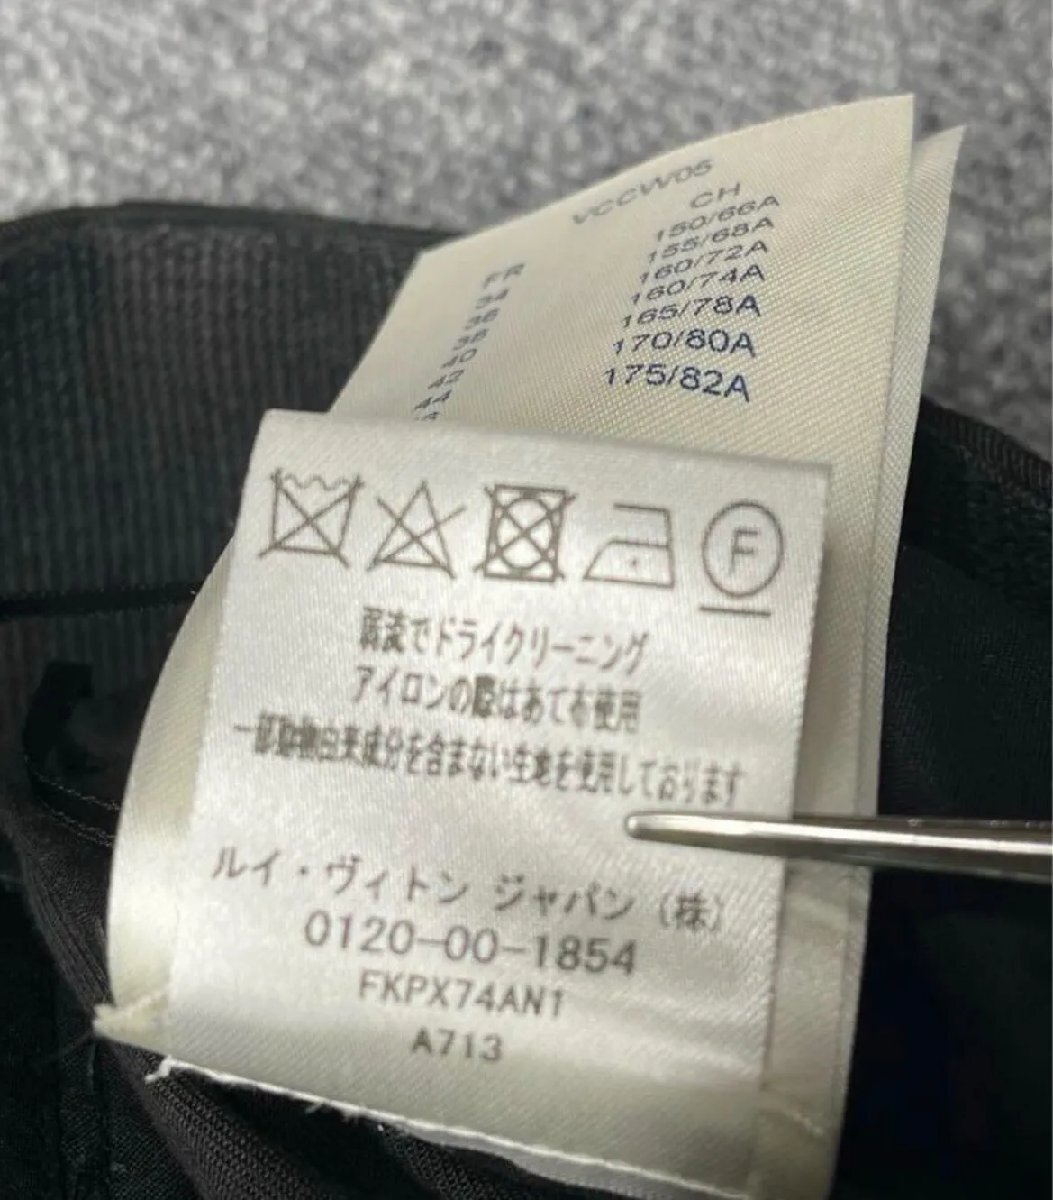 VCCW05
CH
150/66A
155/68A
160/72A
160/74A
165/78A
170/80A
175/82A
F
弱流でドライクリーニング
アイロンの際はあて布使用
一部動物由来成分を含まない生地を使用しております
ルイ・ヴィトン ジャパン (株)
0120-00-1854
FKPX74AN1
A713